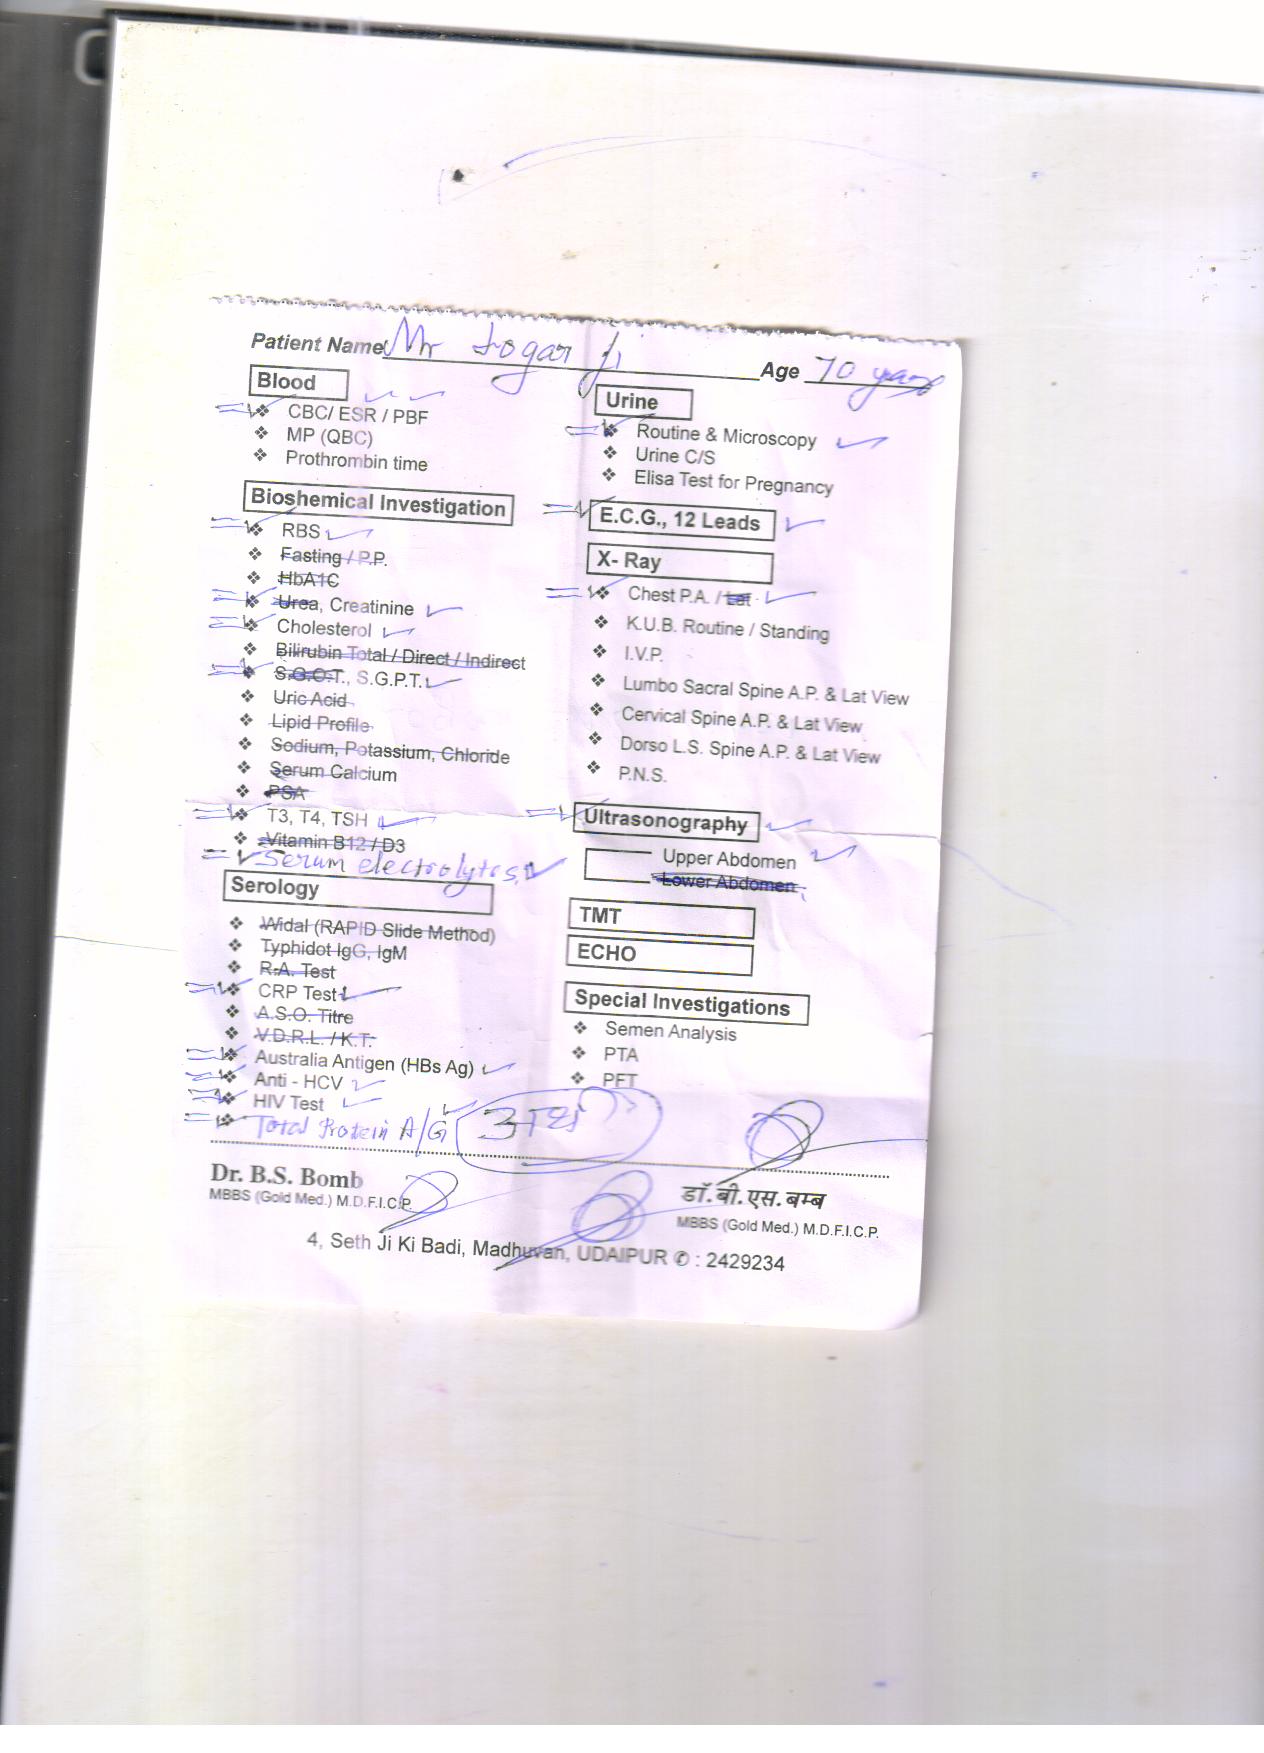 Patient Name Mr Logar ji Age 70 years
Blood
CBC/ ESR / PBF
MP (QBC)
Prothrombin time
Bioshemical Investigation
RBS
Fasting / P.P.
HbA1C
Urea, Creatinine
Cholesterol
Bilirubin Total / Direct / Indirect
S.G.O.T., S.G.P.T.
Uric Acid
Lipid Profile
Sodium, Potassium, Chloride
Serum Calcium
PSA
T3, T4, TSH
Vitamin B12 / D3
Serum electrolytes,
Serology
Widal (RAPID Slide Method)
Typhidot IgG, IgM
R.A. Test
CRP Test
A.S.O. Titre
V.D.R.L. / K.T.
Australia Antigen (HBs Ag)
Anti - HCV
HIV Test
Total Protein A/G
Urine
Routine & Microscopy
Urine C/S
Elisa Test for Pregnancy
E.C.G., 12 Leads
X- Ray
Chest P.A. / Lat
K.U.B. Routine / Standing
I.V.P.
Lumbo Sacral Spine A.P. & Lat View
Cervical Spine A.P. & Lat View
Dorso L.S. Spine A.P. & Lat View
P.N.S.
Ultrasonography
Upper Abdomen
Lower Abdomen
TMT
ECHO
Special Investigations
Semen Analysis
PTA
PFT
Dr. B.S. Bomb
MBBS (Gold Med.) M.D.F.I.C.P.
डॉ. बी. एस. बम्ब
MBBS (Gold Med.) M.D.F.I.C.P.
4, Seth Ji Ki Badi, Madhuvan, UDAIPUR ✆ : 2429234